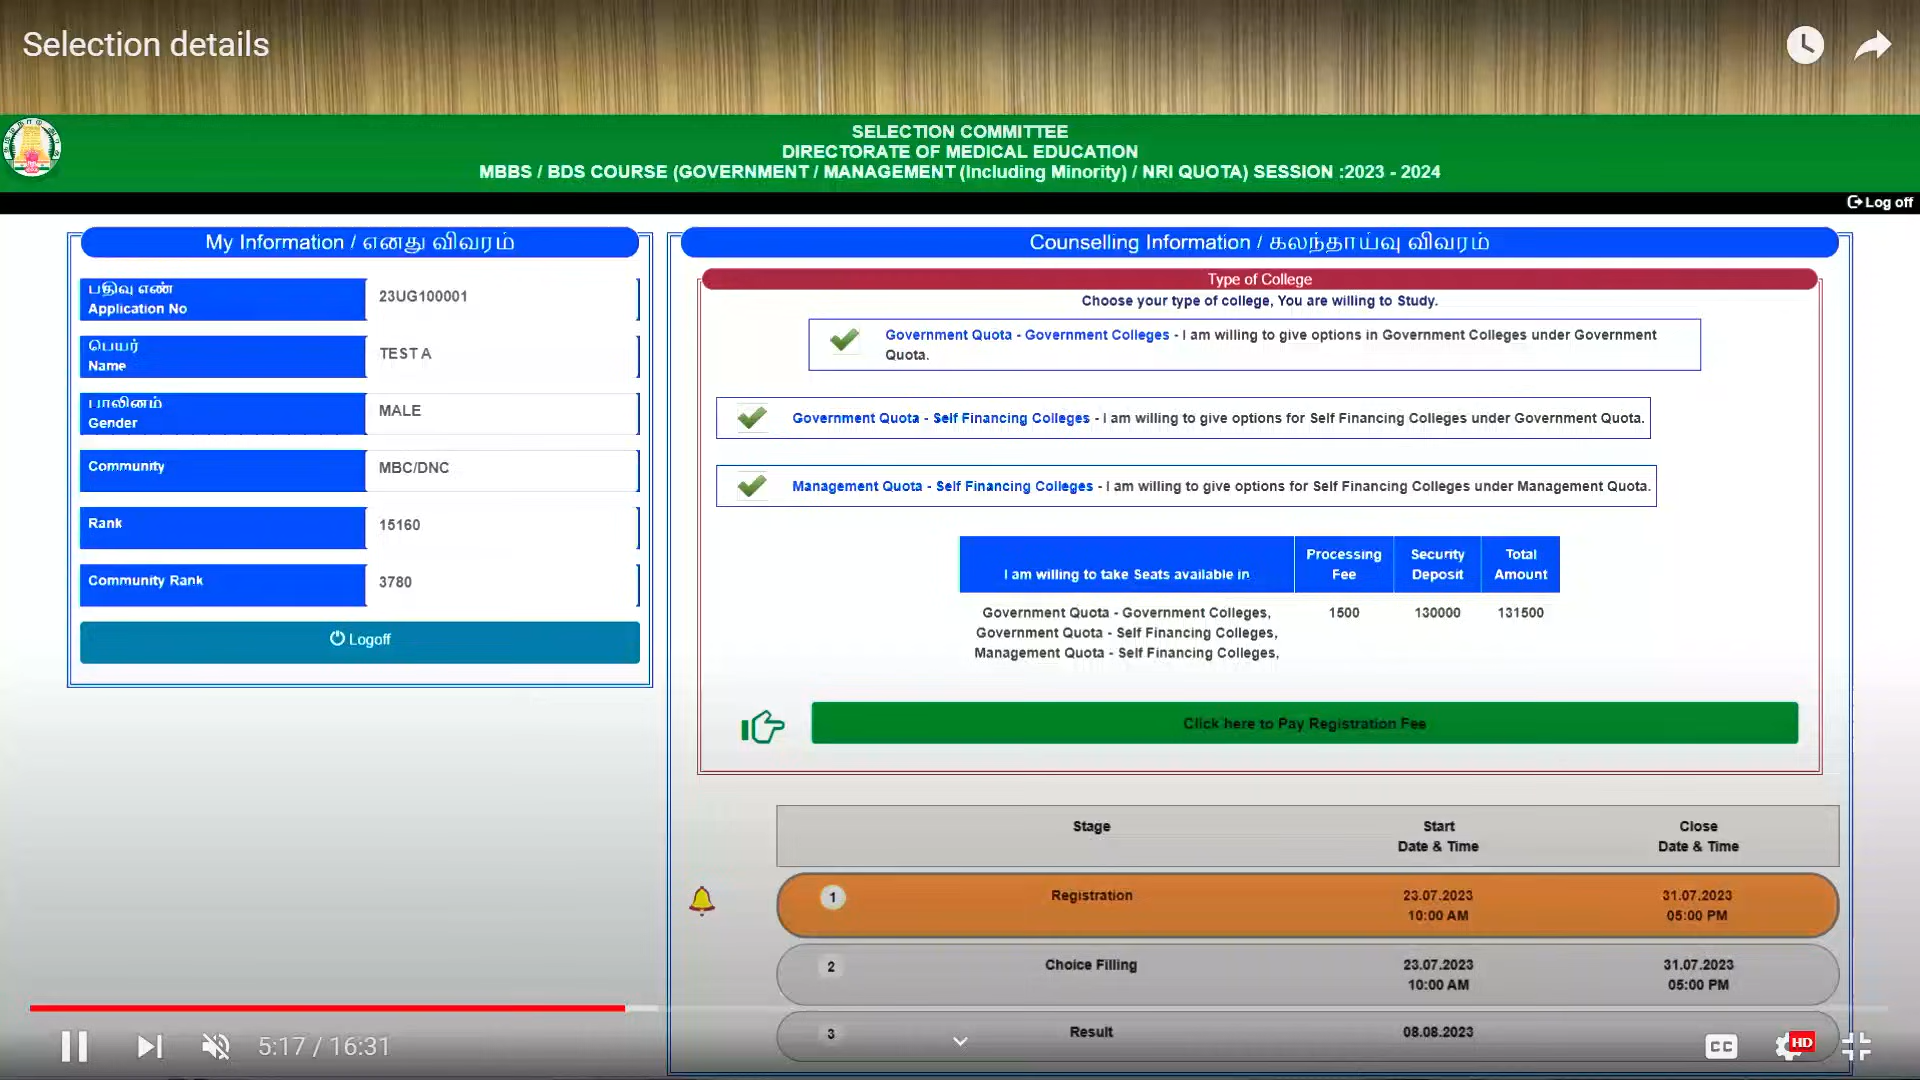 Selection details
SELECTION COMMITTEE
DIRECTORATE OF MEDICAL EDUCATION
MBBS / BDS COURSE (GOVERNMENT / MANAGEMENT (Including Minority) / NRI QUOTA) SESSION :2023 - 2024
Log off
My Information / எனது விவரம்
பதிவு எண்
Application No
23UG100001
பெயர்
Name
TEST A
பாலினம்
Gender
MALE
Community
MBC/DNC
Rank
15160
Community Rank
3780
Logoff
Counselling Information / கலந்தாய்வு விவரம்
Type of College
Choose your type of college, You are willing to Study.
Government Quota - Government Colleges - I am willing to give options in Government Colleges under Government
Quota.
Government Quota - Self Financing Colleges - I am willing to give options for Self Financing Colleges under Government Quota.
Management Quota - Self Financing Colleges - I am willing to give options for Self Financing Colleges under Management Quota.
I am willing to take Seats available in
Processing
Fee
Security
Deposit
Total
Amount
Government Quota - Government Colleges,
Government Quota - Self Financing Colleges,
Management Quota - Self Financing Colleges,
1500
130000
131500
Click here to Pay Registration Fee
Stage
Start
Date & Time
Close
Date & Time
1
Registration
23.07.2023
10:00 AM
31.07.2023
05:00 PM
2
Choice Filling
23.07.2023
10:00 AM
31.07.2023
05:00 PM
3
Result
08.08.2023
5:17 / 16:31
CC
HD